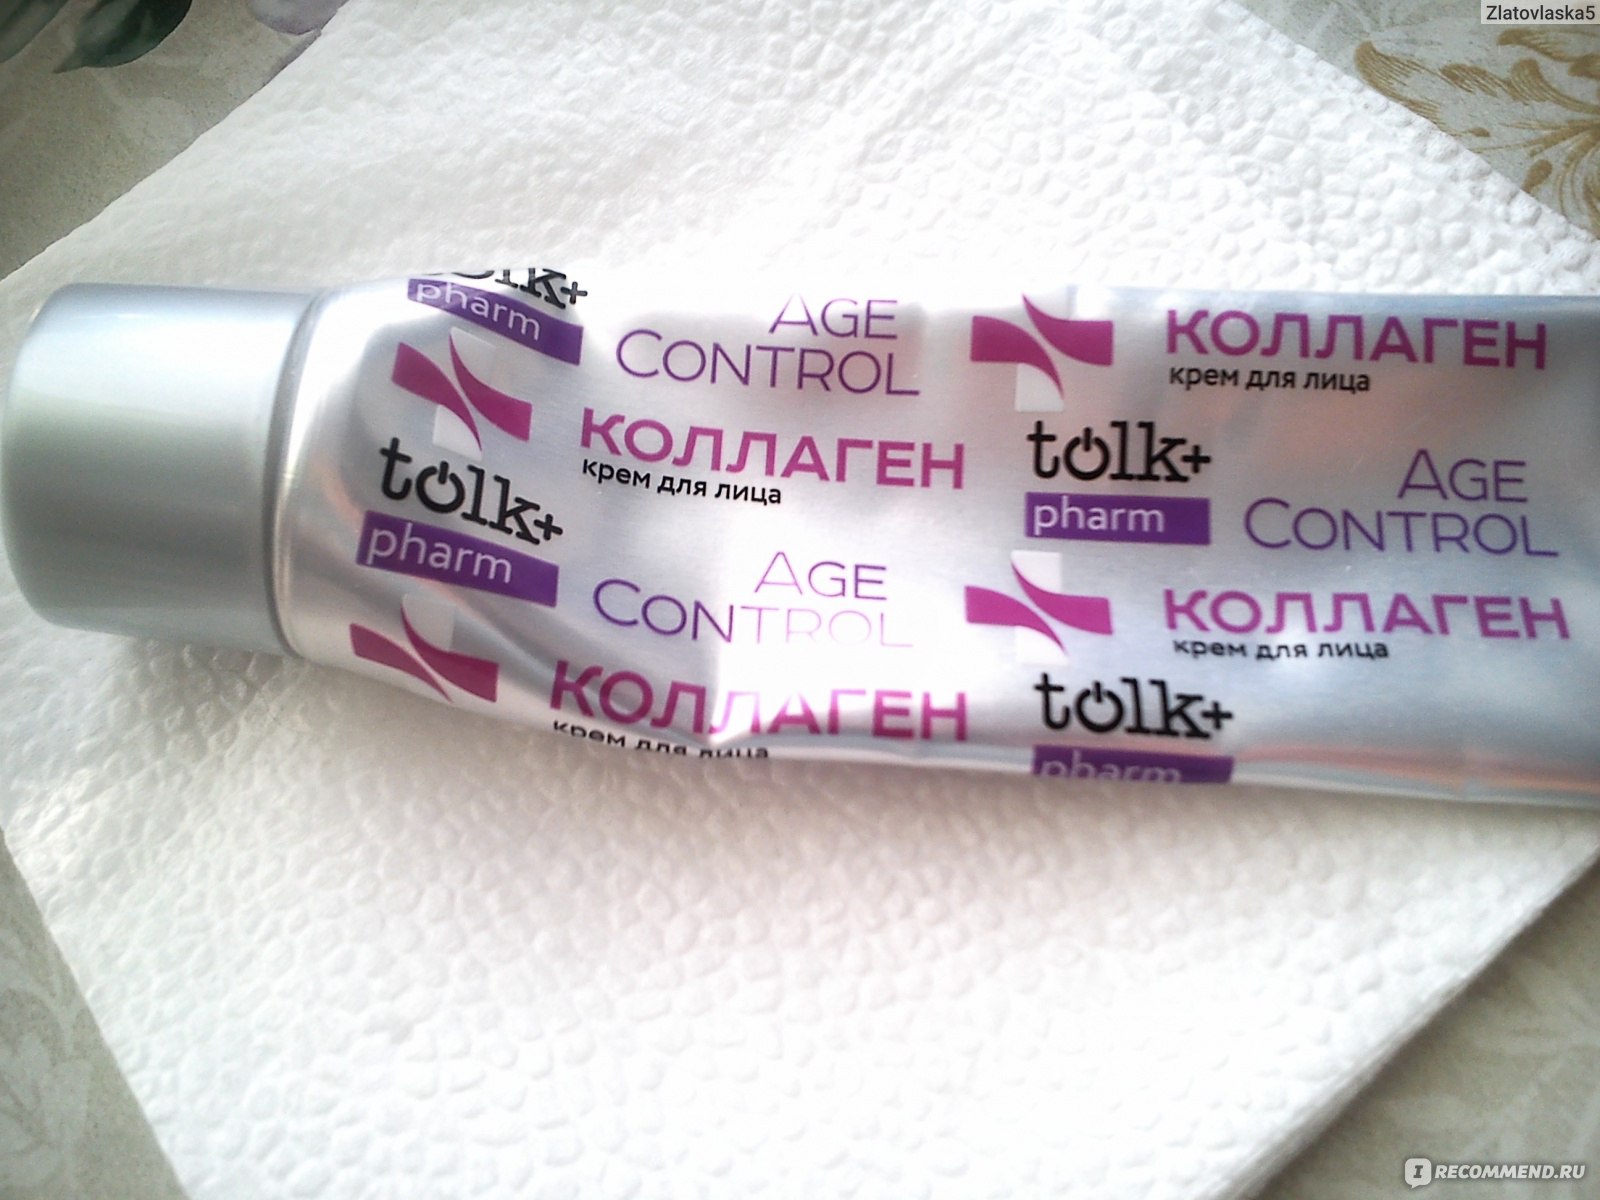 Zlatovlaska5
tolk+
pharm
AGE
CONTROL
КОЛЛАГЕН
крем для лица
КОЛЛАГЕН
крем для лица
tolk+
pharm
AGE
CONTROL
tolk+
pharm
AGE
CONTROL
КОЛЛАГЕН
крем для лица
КОЛЛАГЕН
крем для лица
tolk+
pharm
IRECOMMEND.RU